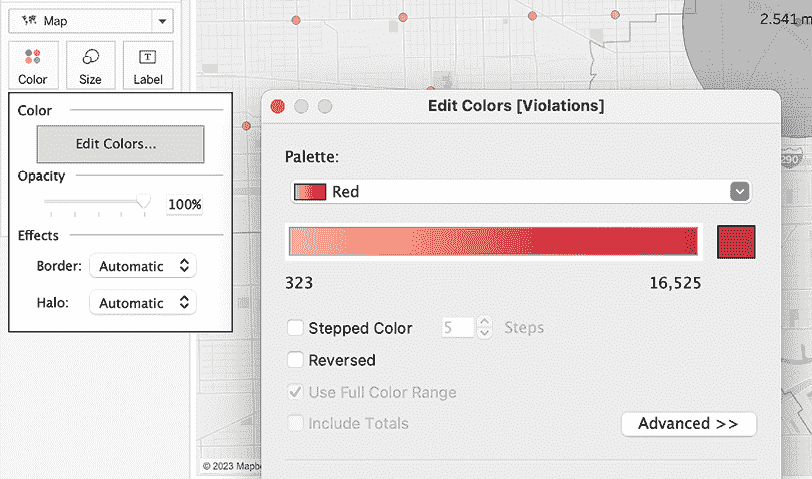 Map
2.541 m
Color
Size
Label
Color
Edit Colors...
Opacity
100%
Effects
Border:
Automatic
Halo:
Automatic
290
Edit Colors [Violations]
Palette:
Red
323
16,525
Stepped Color
5
Steps
Reversed
Use Full Color Range
Include Totals
Advanced >>
© 2023 Mapb